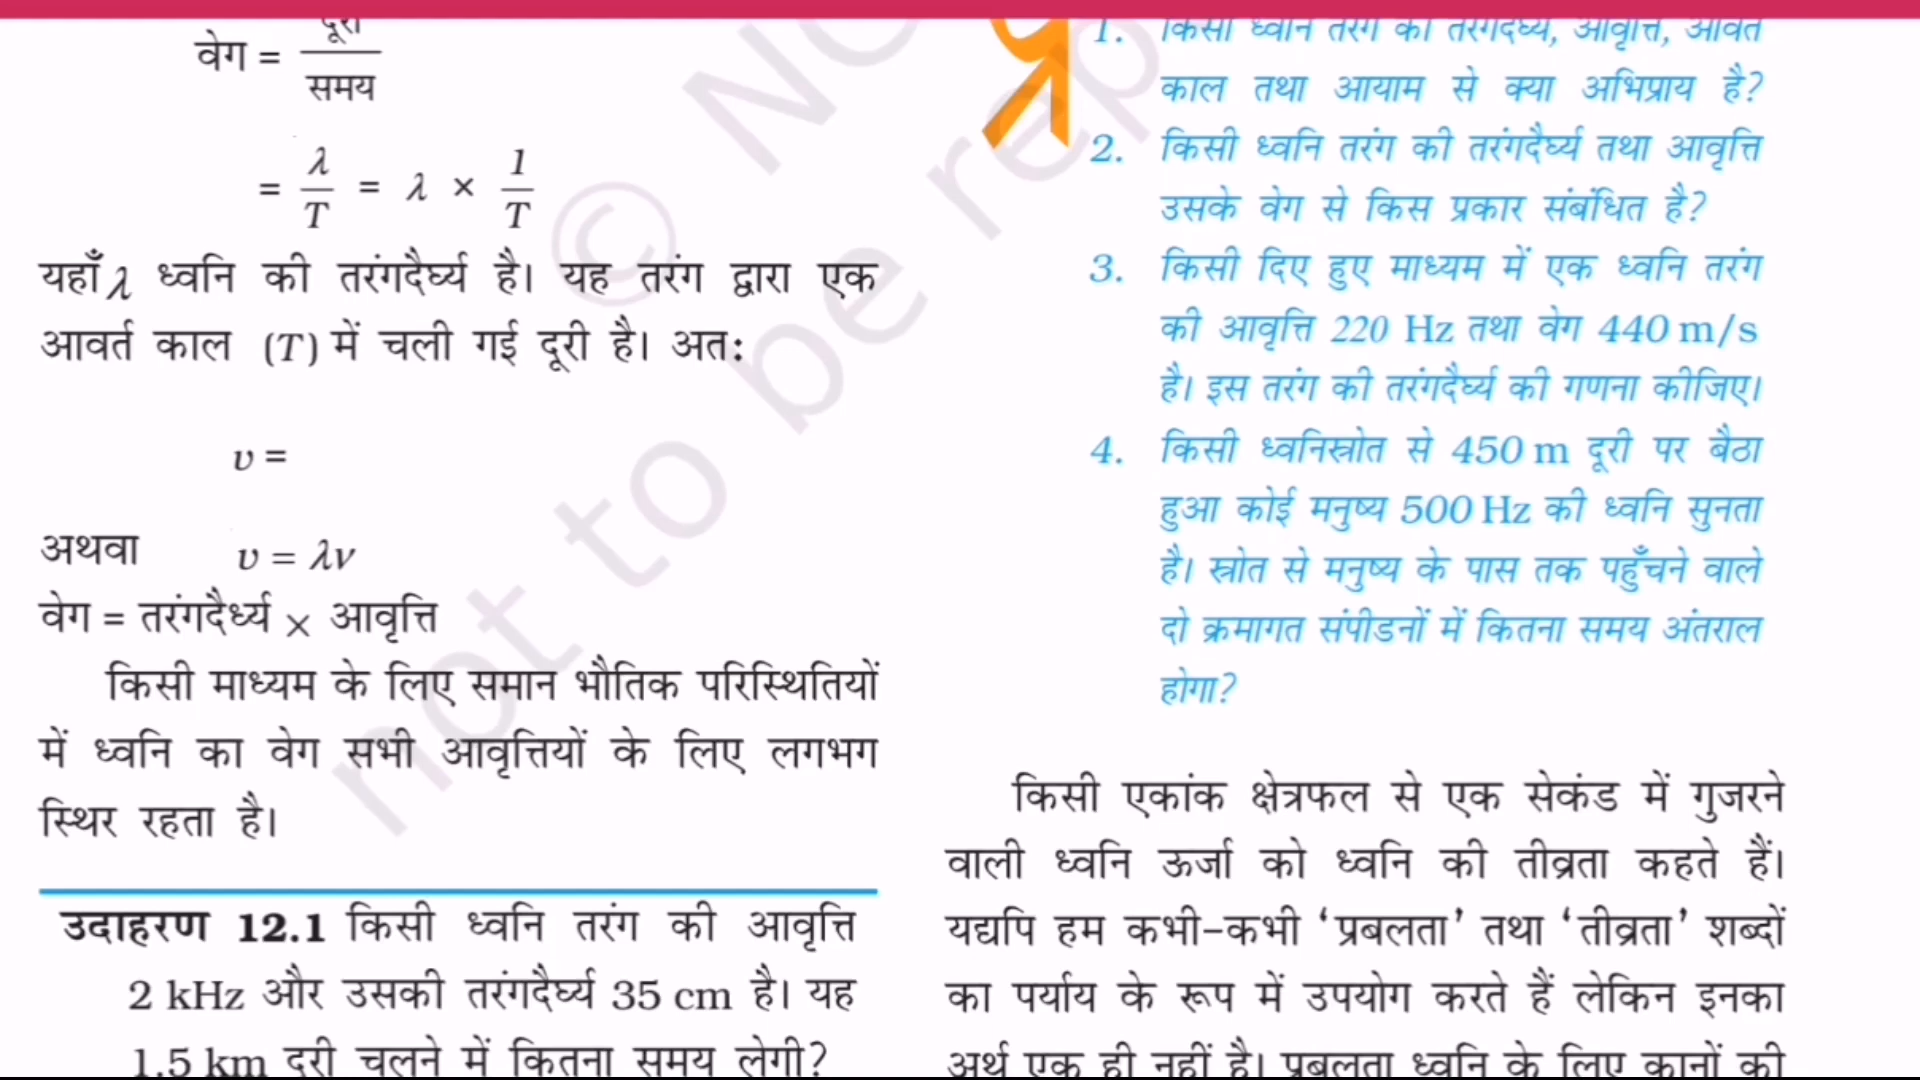 वेग = दूरी / समय
= λ/T = λ × 1/T
यहाँ λ ध्वनि की तरंगदैर्घ्य है। यह तरंग द्वारा एक
आवर्त काल (T) में चली गई दूरी है। अतः
υ =
अथवा υ = λν
वेग = तरंगदैर्ध्य × आवृत्ति
किसी माध्यम के लिए समान भौतिक परिस्थितियों
में ध्वनि का वेग सभी आवृत्तियों के लिए लगभग
स्थिर रहता है।
उदाहरण 12.1 किसी ध्वनि तरंग की आवृत्ति
2 kHz और उसकी तरंगदैर्घ्य 35 cm है। यह
1.5 km दूरी चलने में कितना समय लेगी?
1. किसी ध्वनि तरंग की तरंगदैर्घ्य, आवृत्ति, आवर्त
काल तथा आयाम से क्या अभिप्राय है?
2. किसी ध्वनि तरंग की तरंगदैर्घ्य तथा आवृत्ति
उसके वेग से किस प्रकार संबंधित है?
3. किसी दिए हुए माध्यम में एक ध्वनि तरंग
की आवृत्ति 220 Hz तथा वेग 440 m/s
है। इस तरंग की तरंगदैर्घ्य की गणना कीजिए।
4. किसी ध्वनिस्रोत से 450 m दूरी पर बैठा
हुआ कोई मनुष्य 500 Hz की ध्वनि सुनता
है। स्रोत से मनुष्य के पास तक पहुँचने वाले
दो क्रमागत संपीडनों में कितना समय अंतराल
होगा?
किसी एकांक क्षेत्रफल से एक सेकंड में गुजरने
वाली ध्वनि ऊर्जा को ध्वनि की तीव्रता कहते हैं।
यद्यपि हम कभी-कभी ‘प्रबलता’ तथा ‘तीव्रता’ शब्दों
का पर्याय के रूप में उपयोग करते हैं लेकिन इनका
अर्थ एक ही नहीं है। प्रबलता ध्वनि के लिए कानों की
©
not to be rep